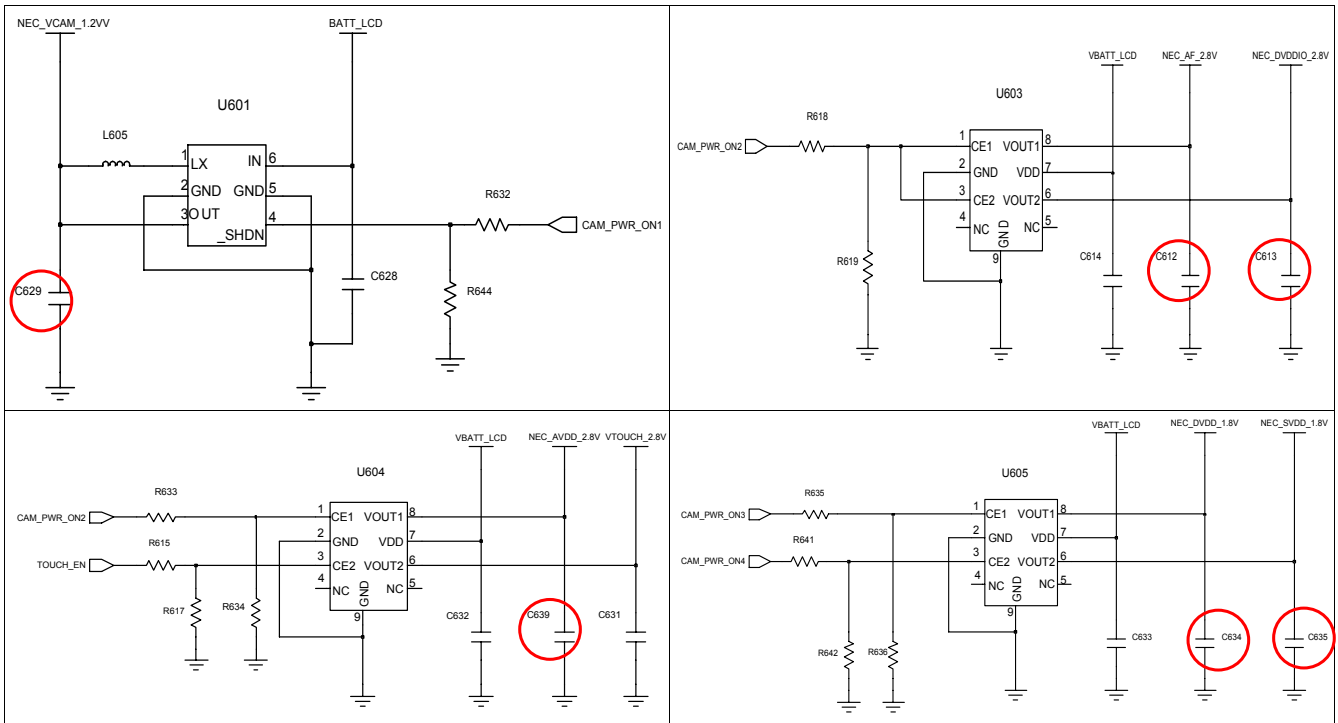 NEC_VCAM_1.2VV
BATT_LCD
U601
L605
1 LX IN 6
2 GND GND 5
3 OUT
_SHDN 4
R632
CAM_PWR_ON1
C629
C628
R644
VBATT_LCD NEC_AF_2.8V NEC_DVDDIO_2.8V
U603
R618
CAM_PWR_ON2
1 CE1 VOUT1 8
2 GND VDD 7
3 CE2 VOUT2 6
4 NC NC 5
GND
9
R619
C614
C612
C613
VBATT_LCD NEC_AVDD_2.8V VTOUCH_2.8V
U604
R633
CAM_PWR_ON2
R615
TOUCH_EN
1 CE1 VOUT1 8
2 GND VDD 7
3 CE2 VOUT2 6
4 NC NC 5
GND
9
R617
R634
C632
C639
C631
VBATT_LCD NEC_DVDD_1.8V NEC_SVDD_1.8V
U605
R635
CAM_PWR_ON3
R641
CAM_PWR_ON4
1 CE1 VOUT1 8
2 GND VDD 7
3 CE2 VOUT2 6
4 NC NC 5
GND
9
R642
R636
C633
C634
C635